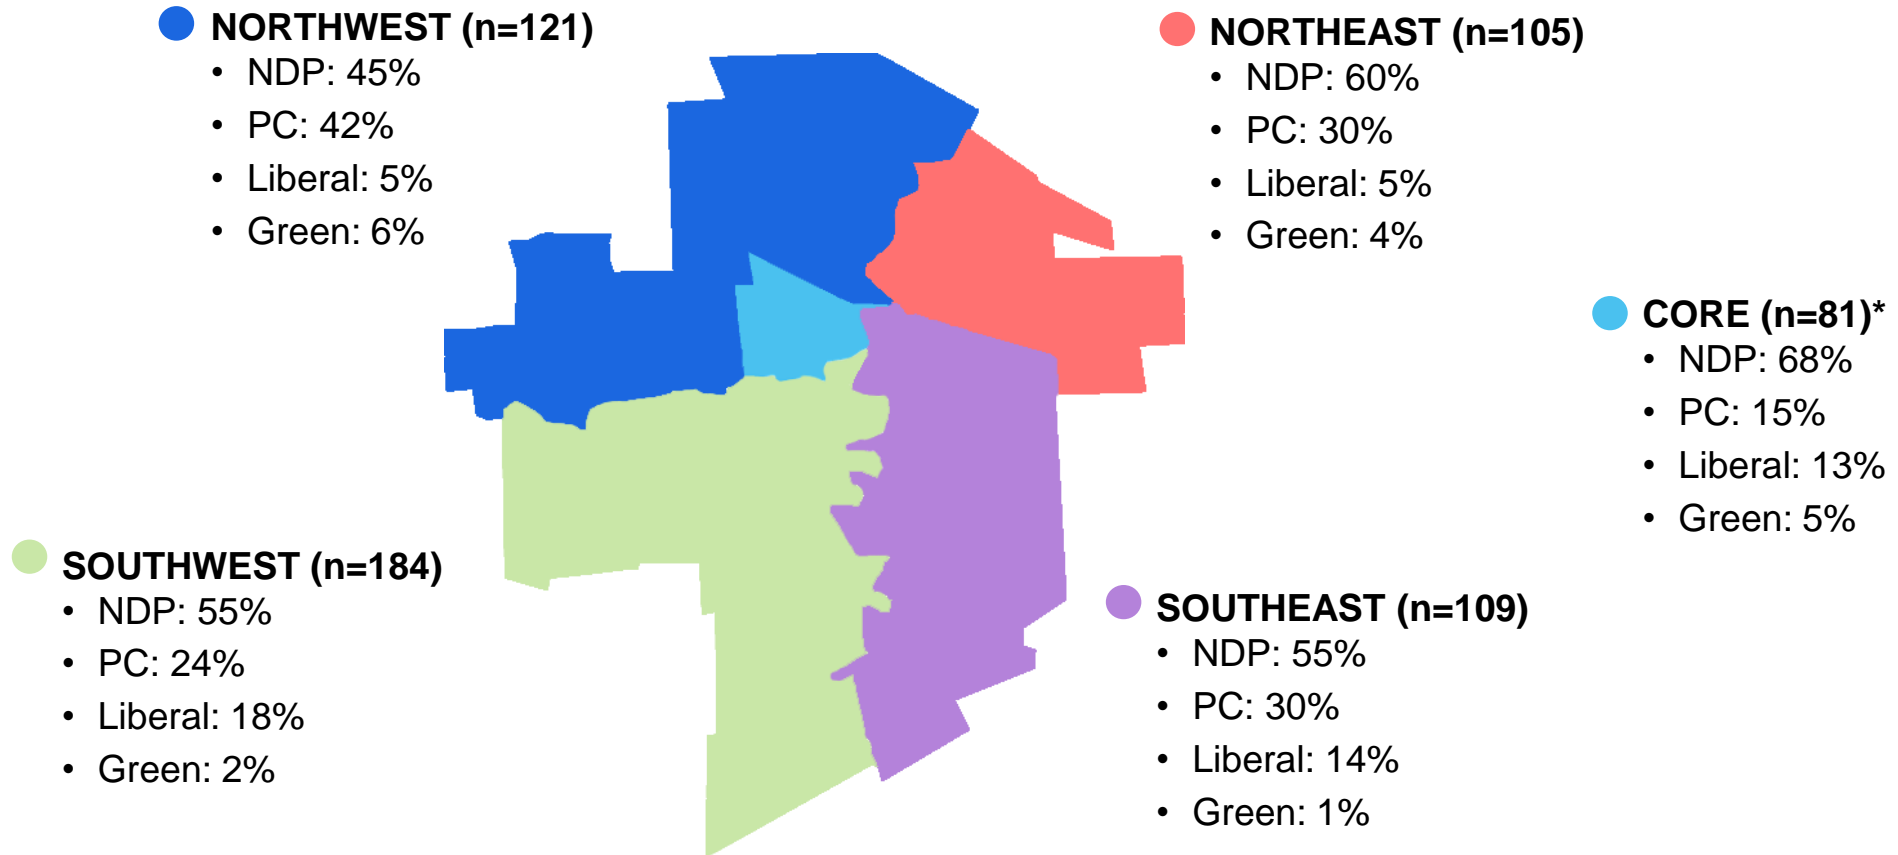 NORTHWEST (n=121)
• NDP: 45%
• PC: 42%
• Liberal: 5%
• Green: 6%
NORTHEAST (n=105)
• NDP: 60%
• PC: 30%
• Liberal: 5%
• Green: 4%
CORE (n=81)*
• NDP: 68%
• PC: 15%
• Liberal: 13%
• Green: 5%
SOUTHWEST (n=184)
• NDP: 55%
• PC: 24%
• Liberal: 18%
• Green: 2%
SOUTHEAST (n=109)
• NDP: 55%
• PC: 30%
• Liberal: 14%
• Green: 1%